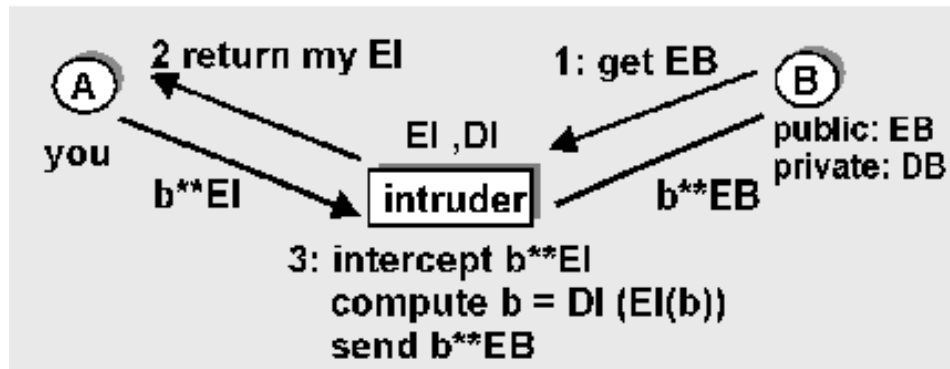 2 return my EI
1: get EB
A
B
EI ,DI
public: EB
you
private: DB
b**EI
intruder
b**EB
3: intercept b**EI
compute b = DI (EI(b))
send b**EB